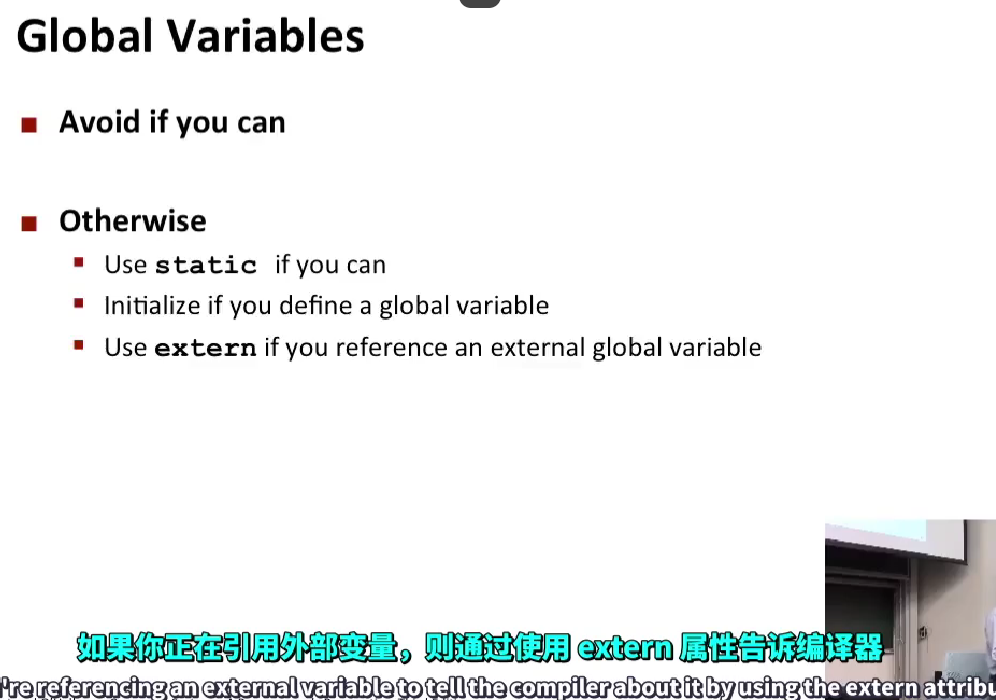 Global Variables
Avoid if you can
Otherwise
Use static if you can
Initialize if you define a global variable
Use extern if you reference an external global variable
如果你正在引用外部变量，则通过使用 extern 属性告诉编译器
're referencing an external variable to tell the compiler about it by using the extern attrib